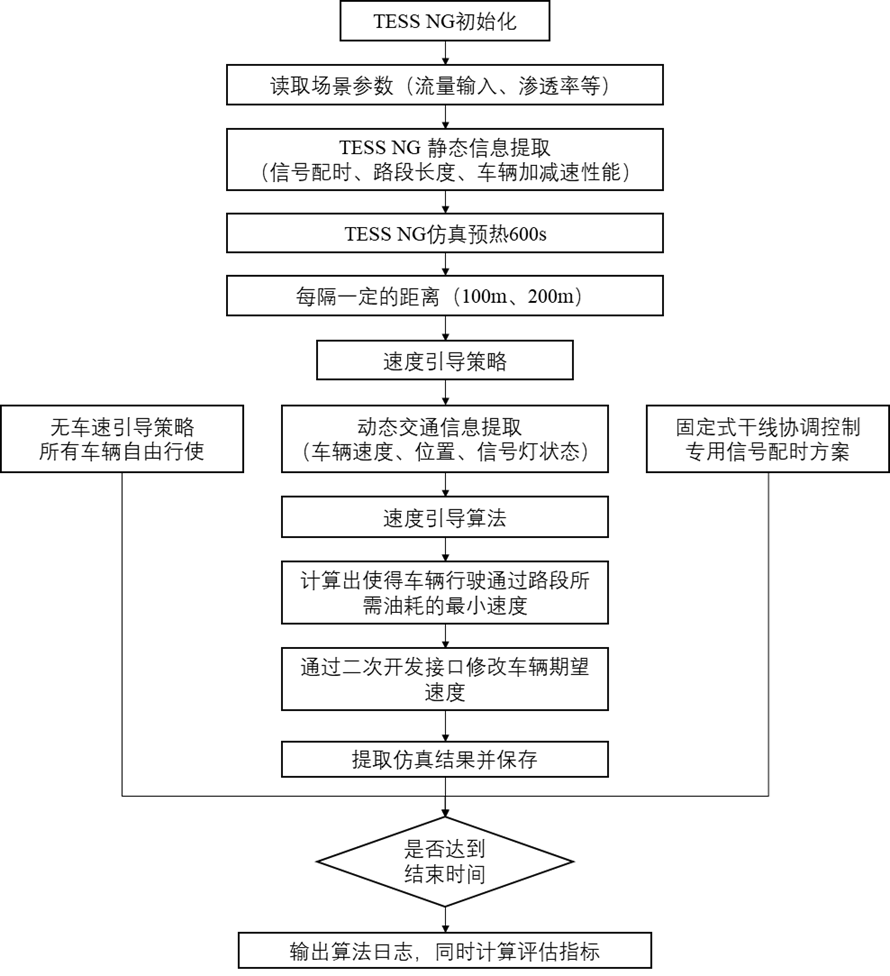 TESS NG初始化
读取场景参数（流量输入、渗透率等）
TESS NG 静态信息提取
（信号配时、路段长度、车辆加减速性能）
TESS NG仿真预热600s
每隔一定的距离（100m、200m）
速度引导策略
无车速引导策略
所有车辆自由行使
动态交通信息提取
（车辆速度、位置、信号灯状态）
固定式干线协调控制
专用信号配时方案
速度引导算法
计算出使得车辆行驶通过路段所
需油耗的最小速度
通过二次开发接口修改车辆期望
速度
提取仿真结果并保存
是否达到
结束时间
输出算法日志，同时计算评估指标